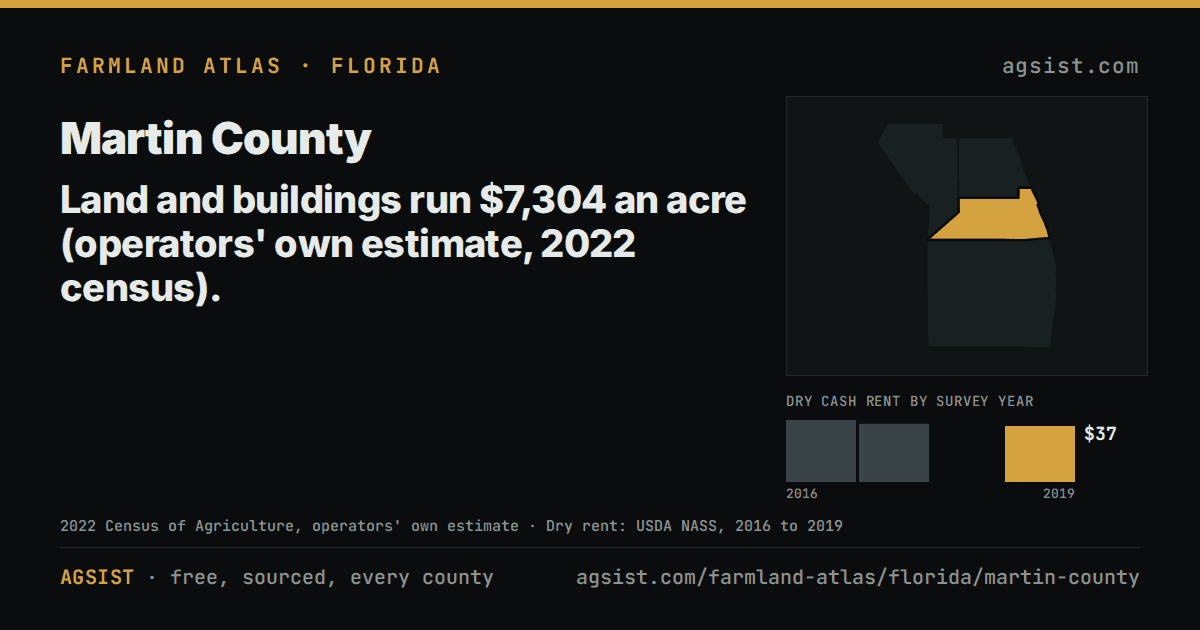 FARMLAND ATLAS · FLORIDA
agsist.com
Martin County
Land and buildings run $7,304 an acre
(operators' own estimate, 2022
census).
DRY CASH RENT BY SURVEY YEAR
$37
2016
2019
2022 Census of Agriculture, operators' own estimate · Dry rent: USDA NASS, 2016 to 2019
AGSIST · free, sourced, every county
agsist.com/farmland-atlas/florida/martin-county